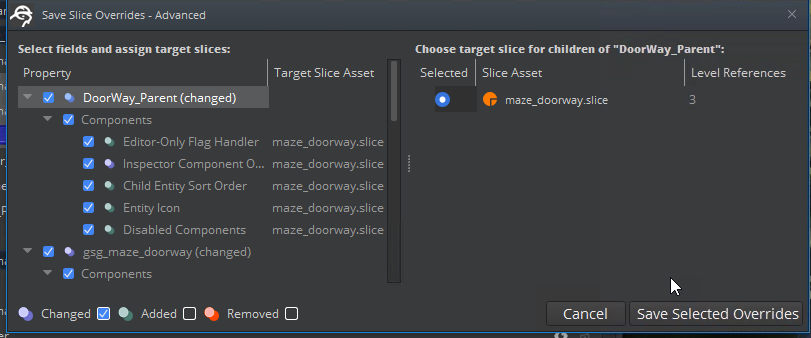 Save Slice Overrides - Advanced
Select fields and assign target slices:
Property Target Slice Asset
DoorWay_Parent (changed)
Components
Editor-Only Flag Handler maze_doorway.slice
Inspector Component O... maze_doorway.slice
Child Entity Sort Order maze_doorway.slice
Entity Icon maze_doorway.slice
Disabled Components maze_doorway.slice
gsg_maze_doorway (changed)
Components
Choose target slice for children of "DoorWay_Parent":
Selected Slice Asset Level References
maze_doorway.slice 3
Changed Added Removed
Cancel Save Selected Overrides